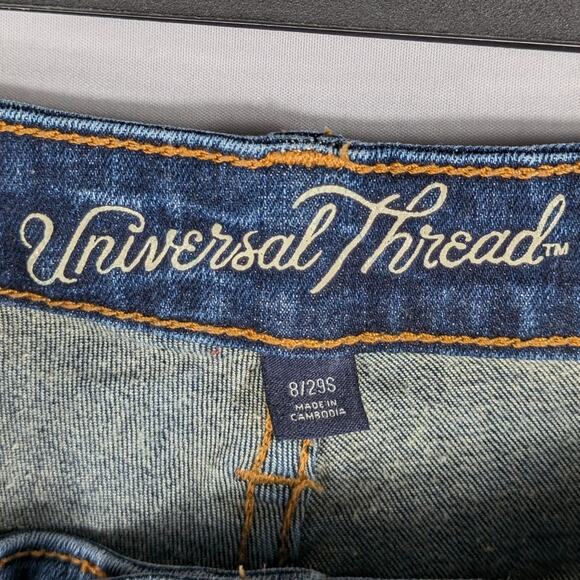 Universal Thread™
8/29S
MADE IN
CAMBODIA